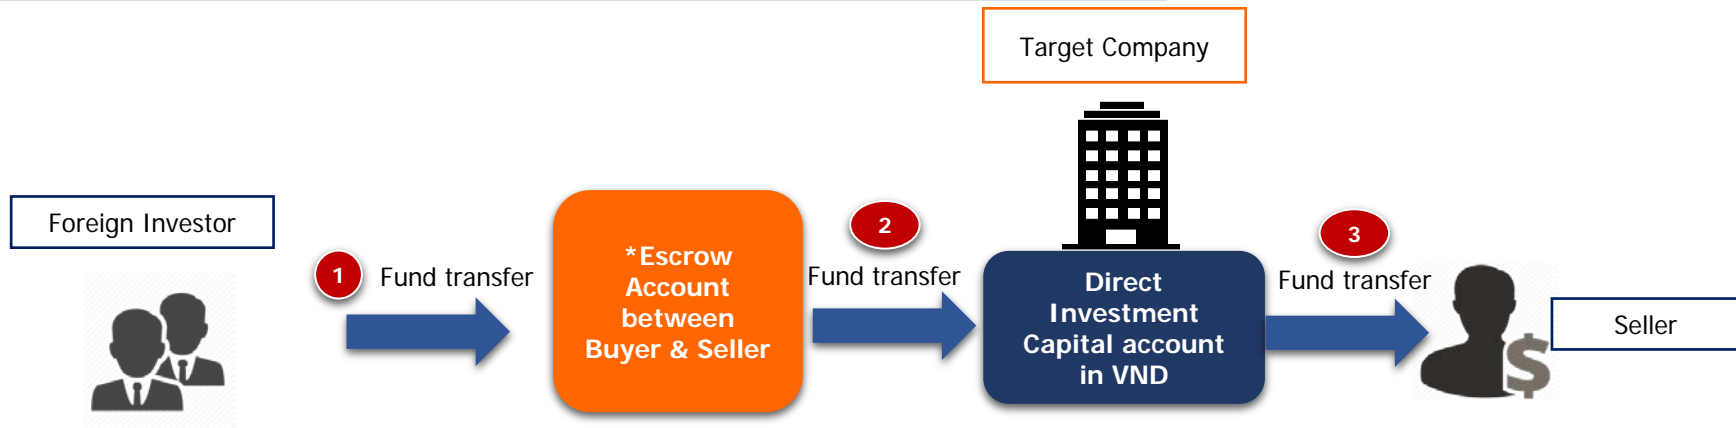 Target Company
Foreign Investor
1
Fund transfer
*Escrow
Account
between
Buyer & Seller
2
Fund transfer
Direct
Investment
Capital account
in VND
3
Fund transfer
$
Seller